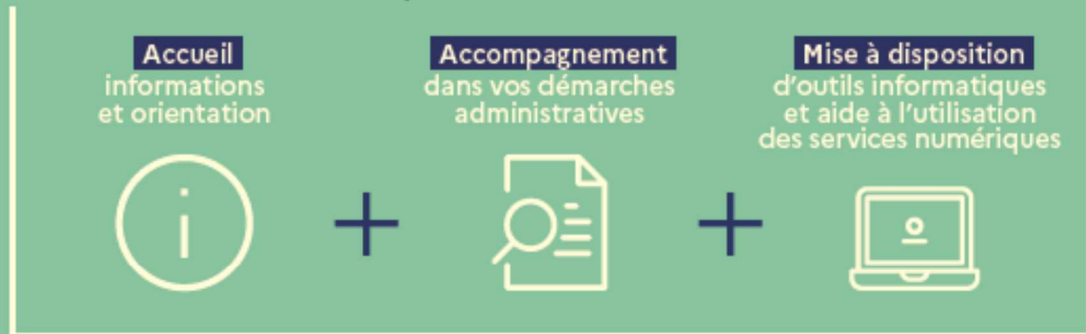 Accueil
informations
et orientation
Accompagnement
dans vos démarches
administratives
Mise à disposition
d'outils informatiques
et aide à l'utilisation
des services numériques